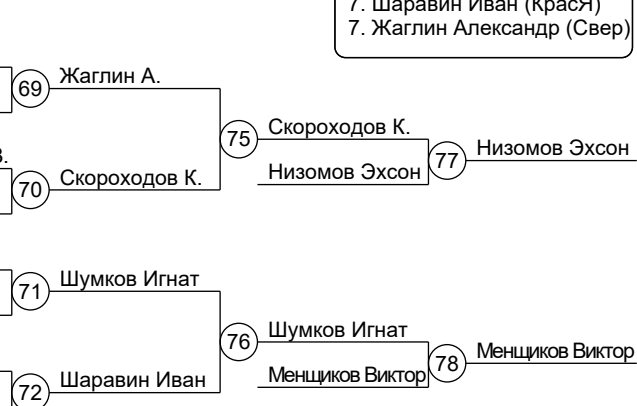 7. Шаравин Иван (КрасЯ)
7. Жаглин Александр (Свер)
69 Жаглин А.
75 Скороходов К.
77 Низомов Эхсон
Низомов Эхсон
70 Скороходов К.
71 Шумков Игнат
76 Шумков Игнат
78 Менщиков Виктор
Менщиков Виктор
72 Шаравин Иван